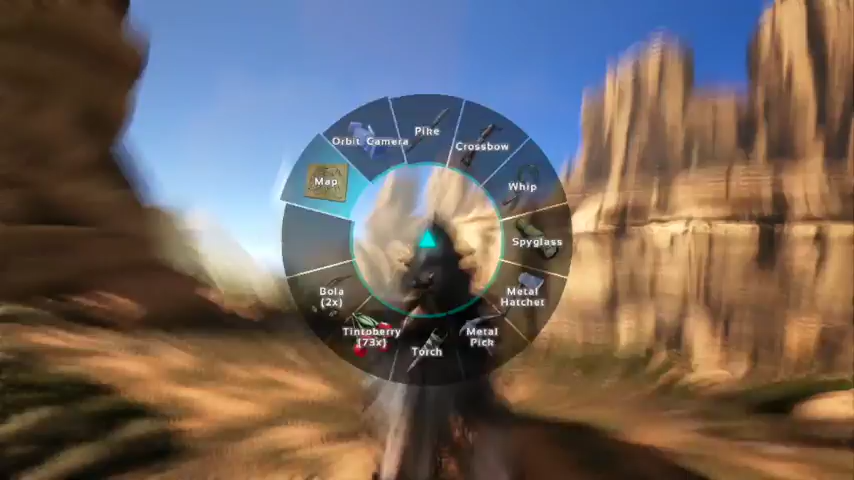 Pike
Orbit Camera
Crossbow
Map
Whip
Spyglass
Bola
(2x)
Metal
Hatchet
Tintoberry
(73x)
Metal
Pick
Torch